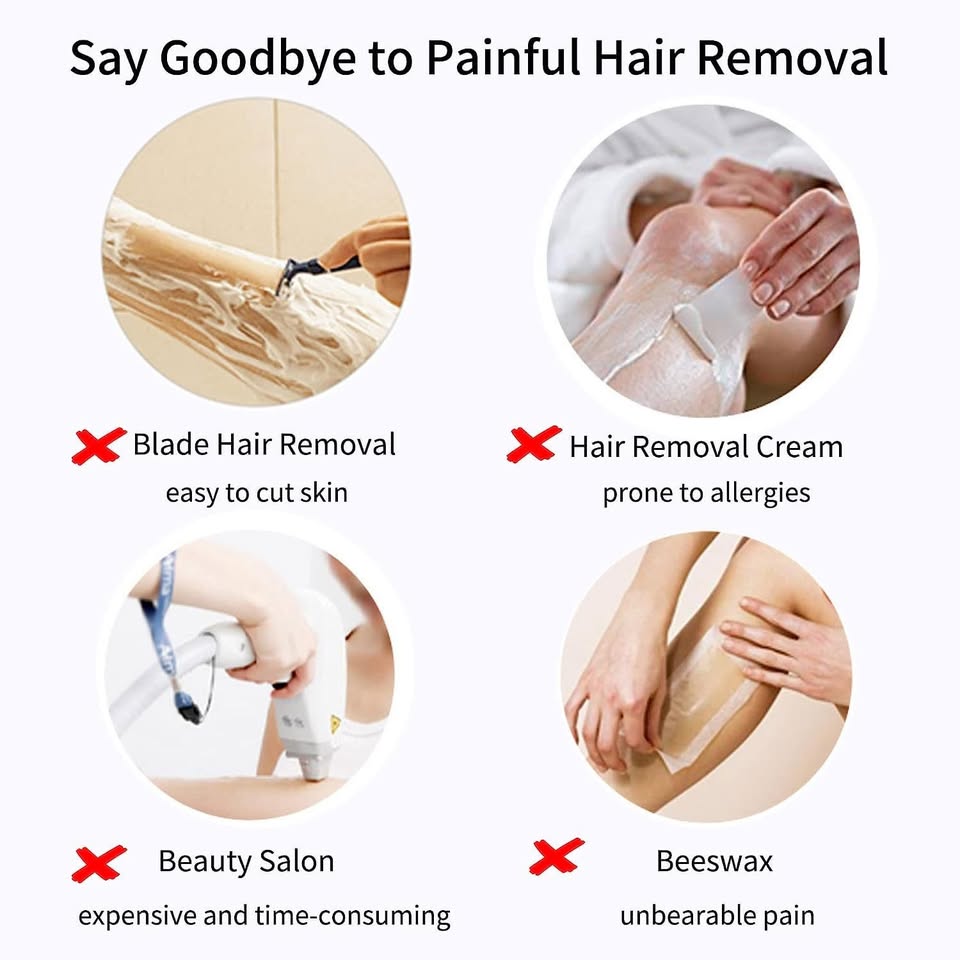 Say Goodbye to Painful Hair Removal
Blade Hair Removal
easy to cut skin
Hair Removal Cream
prone to allergies
Beauty Salon
expensive and time-consuming
Beeswax
unbearable pain